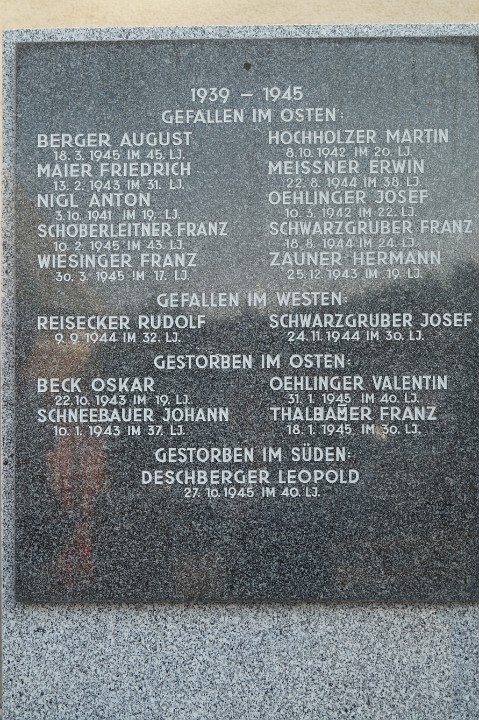 1939 – 1945
GEFALLEN IM OSTEN:
BERGER AUGUST
18. 3. 1945 IM 45. LJ.
MAIER FRIEDRICH
13. 2. 1943 IM 31. LJ.
NIGL ANTON
3. 10. 1941 IM 19. LJ.
SCHOBERLEITNER FRANZ
10. 2. 1945 IM 43. LJ.
WIESINGER FRANZ
30. 3. 1945 IM 17. LJ.
HOCHHOLZER MARTIN
8. 10. 1942 IM 20. LJ.
MEISSNER ERWIN
22. 8. 1944 IM 38. LJ.
OEHLINGER JOSEF
10. 3. 1942 IM 22. LJ.
SCHWARZGRUBER FRANZ
18. 8. 1944 IM 24. LJ.
ZAUNER HERMANN
25. 12. 1943 IM 19. LJ.
GEFALLEN IM WESTEN:
REISECKER RUDOLF
9. 9. 1944 IM 32. LJ.
SCHWARZGRUBER JOSEF
24. 11. 1944 IM 30. LJ.
GESTORBEN IM OSTEN:
BECK OSKAR
22. 10. 1943 IM 19. LJ.
SCHNEEBAUER JOHANN
10. 1. 1943 IM 37. LJ.
OEHLINGER VALENTIN
31. 1. 1945 IM 40. LJ.
THALHAMER FRANZ
18. 1. 1945 IM 30. LJ.
GESTORBEN IM SÜDEN:
DESCHBERGER LEOPOLD
27. 10. 1945 IM 40. LJ.